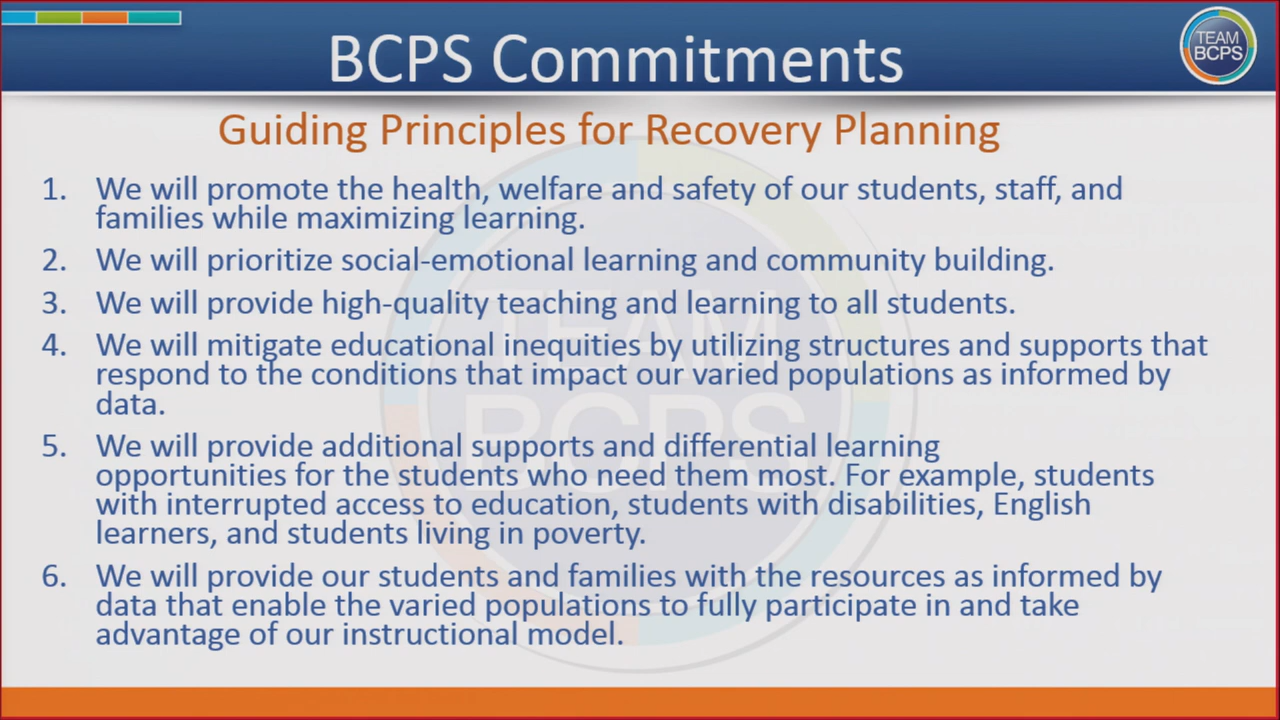 BCPS Commitments
TEAM
BCPS
Guiding Principles for Recovery Planning
1. We will promote the health, welfare and safety of our students, staff, and
families while maximizing learning.
2. We will prioritize social-emotional learning and community building.
3. We will provide high-quality teaching and learning to all students.
4. We will mitigate educational inequities by utilizing structures and supports that
respond to the conditions that impact our varied populations as informed by
data.
5. We will provide additional supports and differential learning
opportunities for the students who need them most. For example, students
with interrupted access to education, students with disabilities, English
learners, and students living in poverty.
6. We will provide our students and families with the resources as informed by
data that enable the varied populations to fully participate in and take
advantage of our instructional model.
TEAM
BCPS